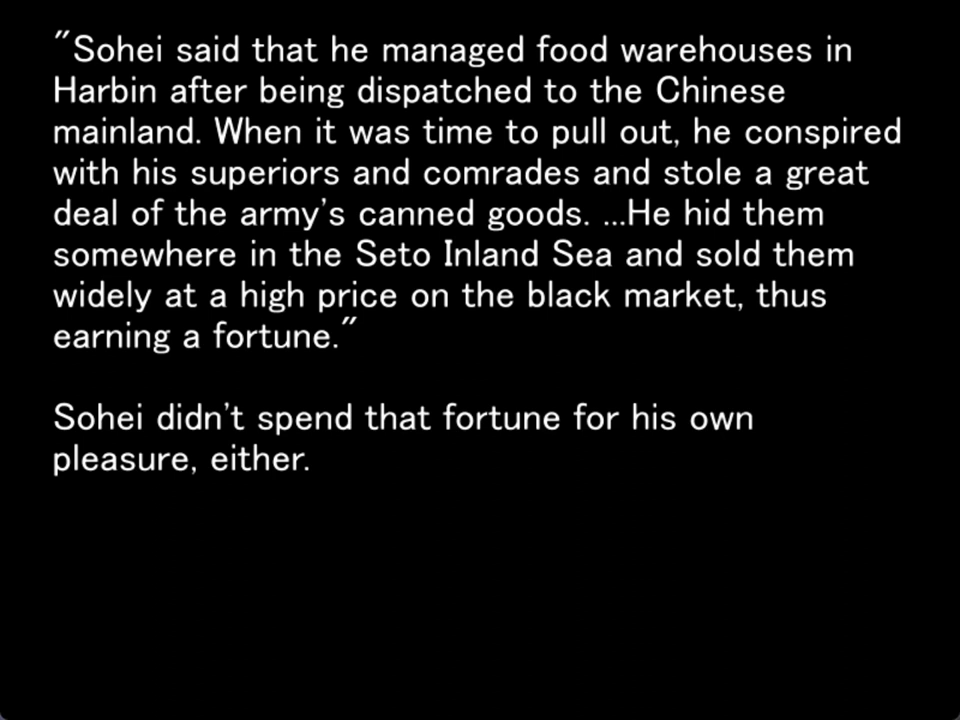 "Sohei said that he managed food warehouses in
Harbin after being dispatched to the Chinese
mainland. When it was time to pull out, he conspired
with his superiors and comrades and stole a great
deal of the army's canned goods. ...He hid them
somewhere in the Seto Inland Sea and sold them
widely at a high price on the black market, thus
earning a fortune."
Sohei didn't spend that fortune for his own
pleasure, either.